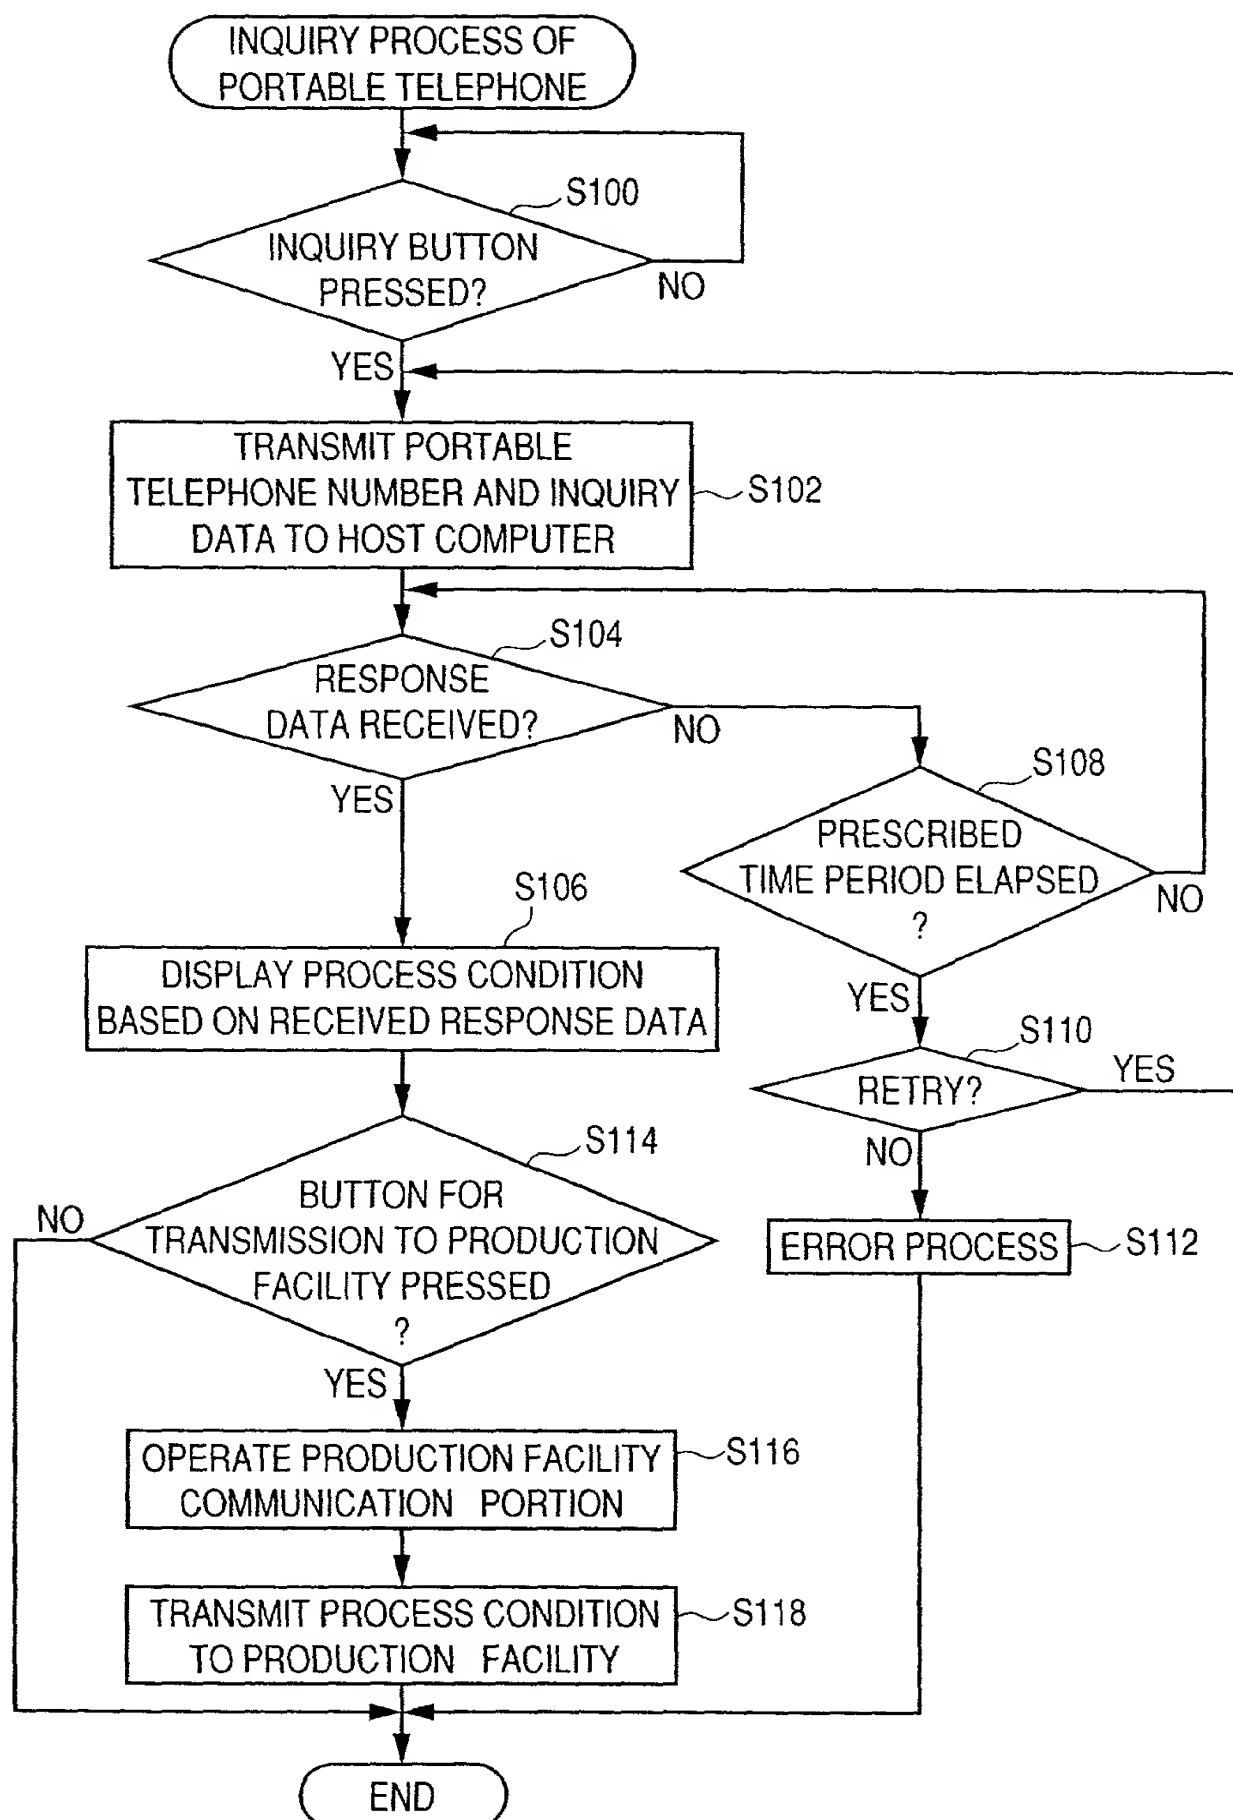 INQUIRY PROCESS OF
PORTABLE TELEPHONE
S100
INQUIRY BUTTON
PRESSED?
NO
YES
TRANSMIT PORTABLE
TELEPHONE NUMBER AND INQUIRY
DATA TO HOST COMPUTER
S102
S104
RESPONSE
DATA RECEIVED?
NO
YES
S108
PRESCRIBED
TIME PERIOD ELAPSED
?
NO
YES
S106
DISPLAY PROCESS CONDITION
BASED ON RECEIVED RESPONSE DATA
S110
RETRY?
YES
NO
S114
BUTTON FOR
TRANSMISSION TO PRODUCTION
FACILITY PRESSED
?
NO
YES
ERROR PROCESS
S112
OPERATE PRODUCTION FACILITY
COMMUNICATION PORTION
S116
TRANSMIT PROCESS CONDITION
TO PRODUCTION FACILITY
S118
END